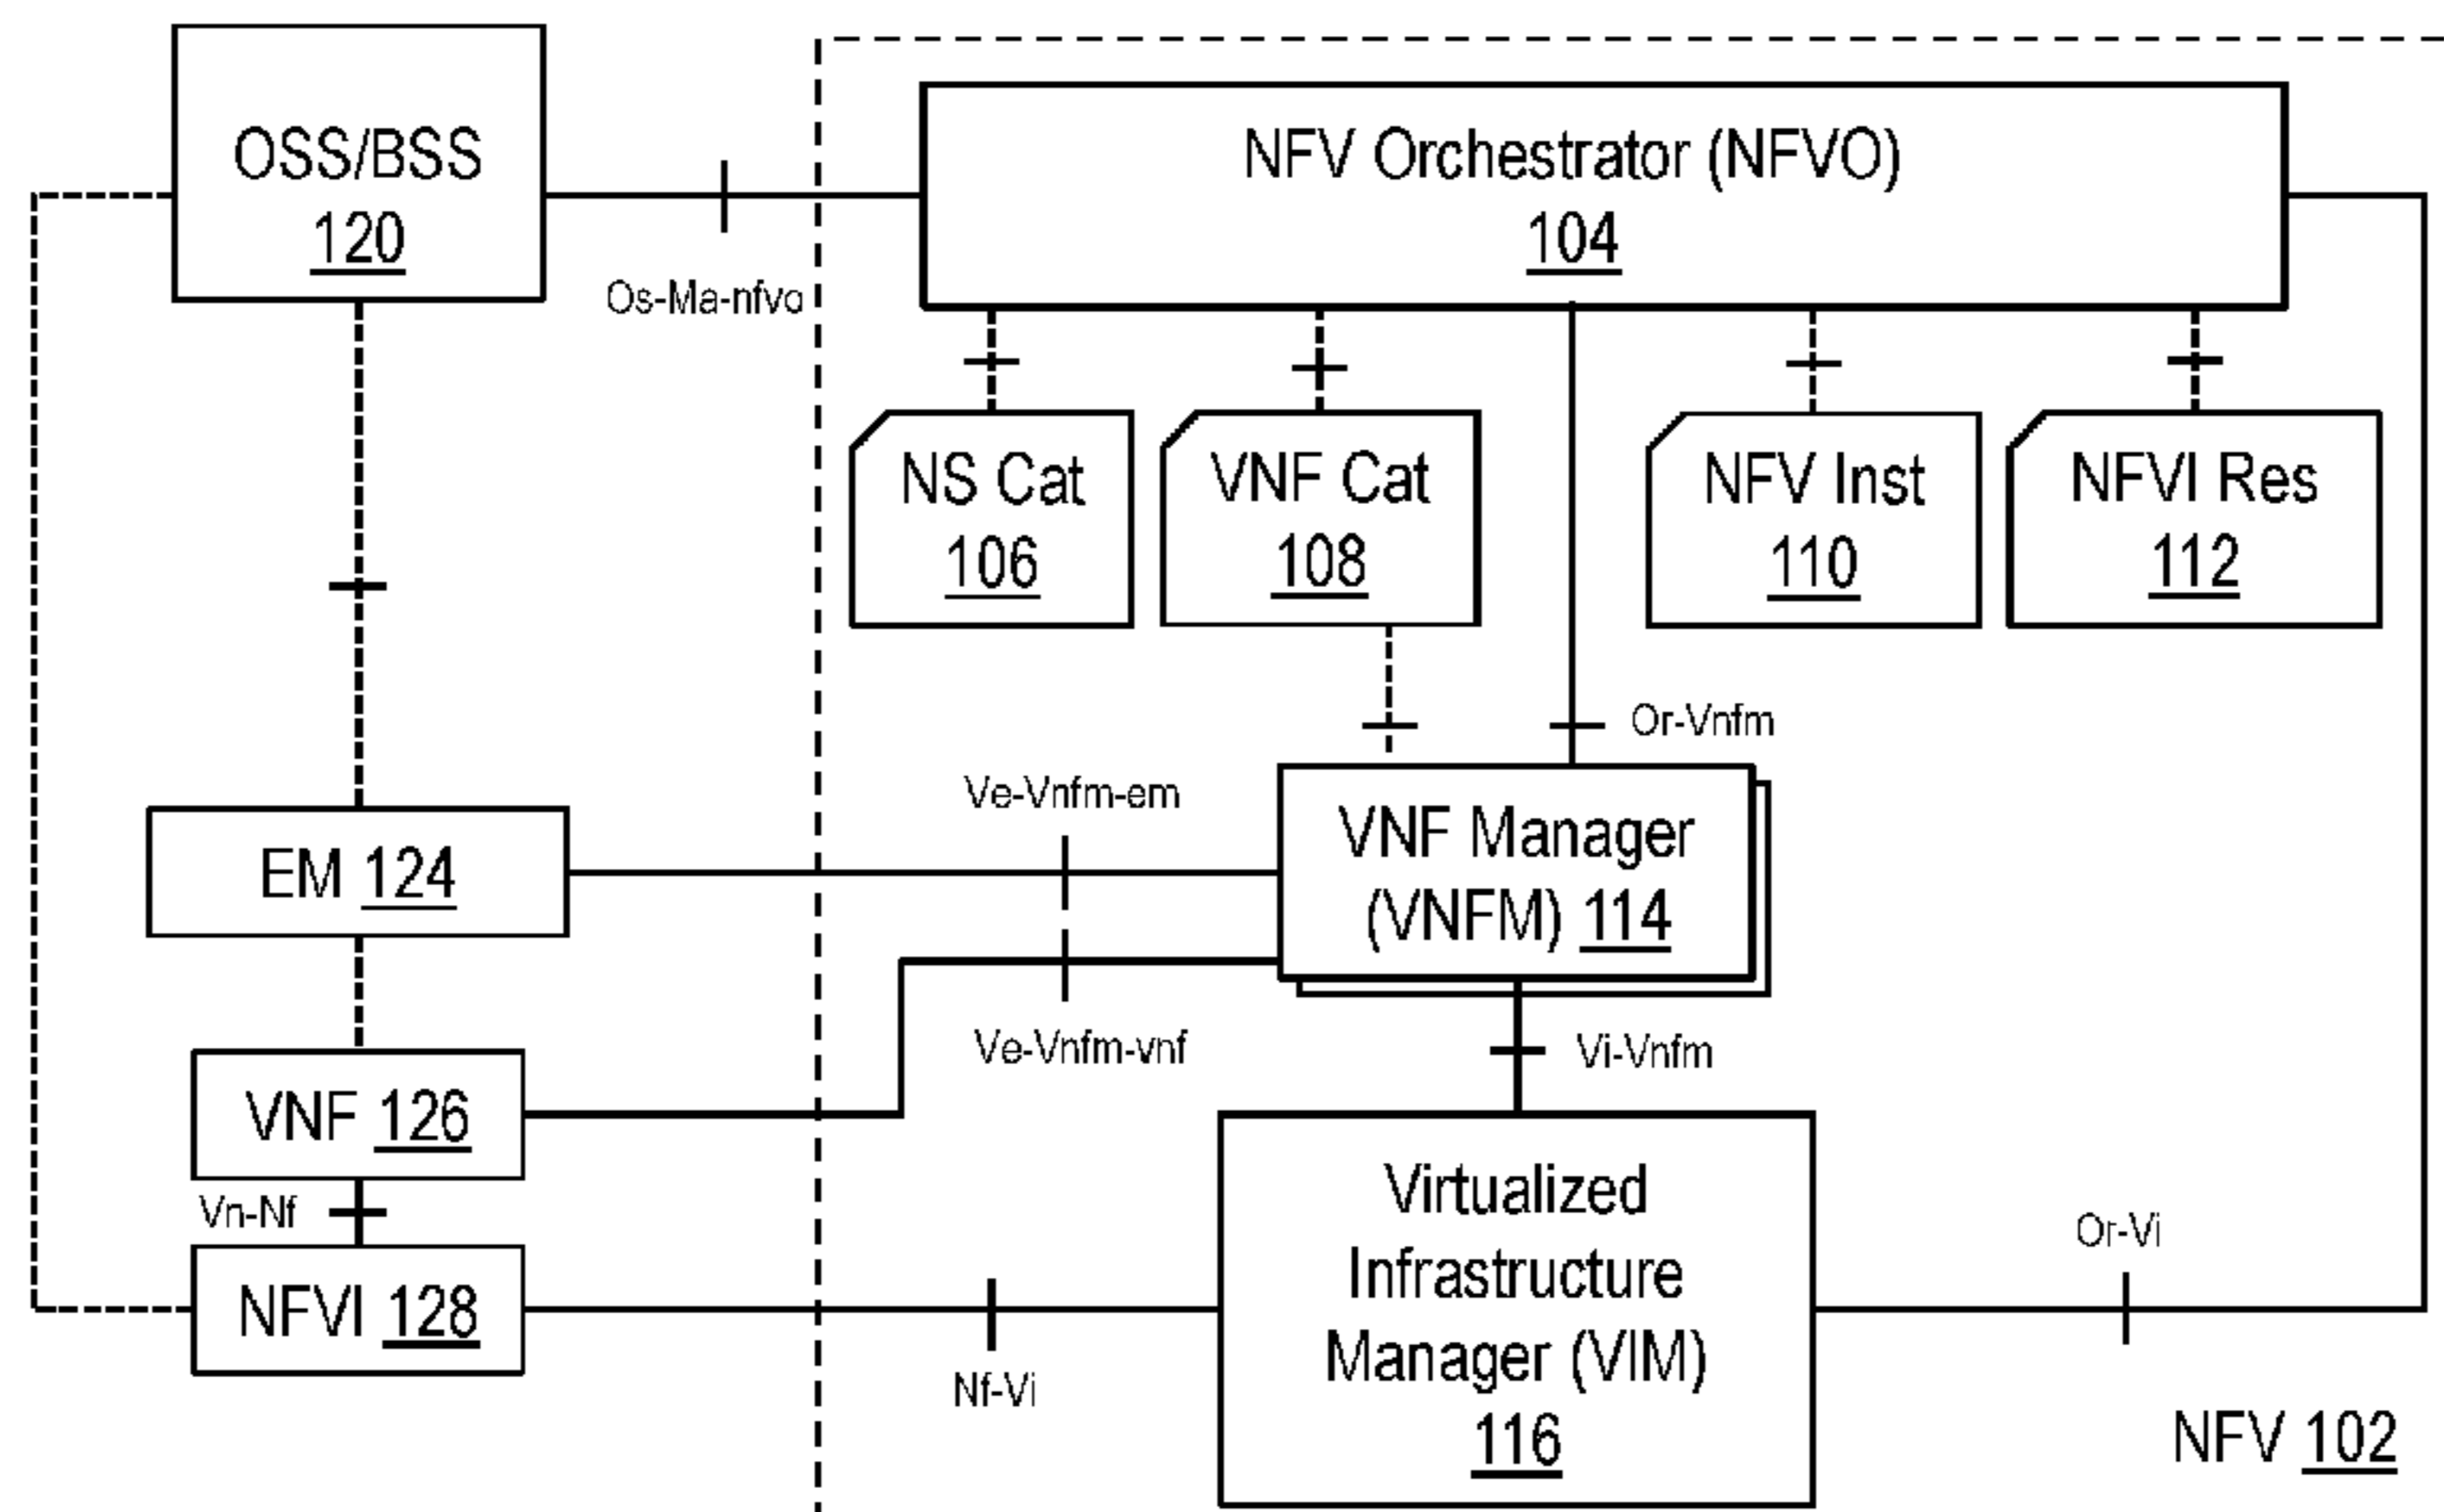 OSS/BSS
120
Os-Ma-nfvo
NFV Orchestrator (NFVO)
104
NS Cat
106
VNF Cat
108
NFV Inst
110
NFVI Res
112
Or-Vnfm
Ve-Vnfm-em
EM 124
VNF Manager
(VNFM) 114
Ve-Vnfm-vnf
Vi-Vnfm
VNF 126
Vn-Nf
NFVI 128
Nf-Vi
Virtualized
Infrastructure
Manager (VIM)
116
Or-Vi
NFV 102